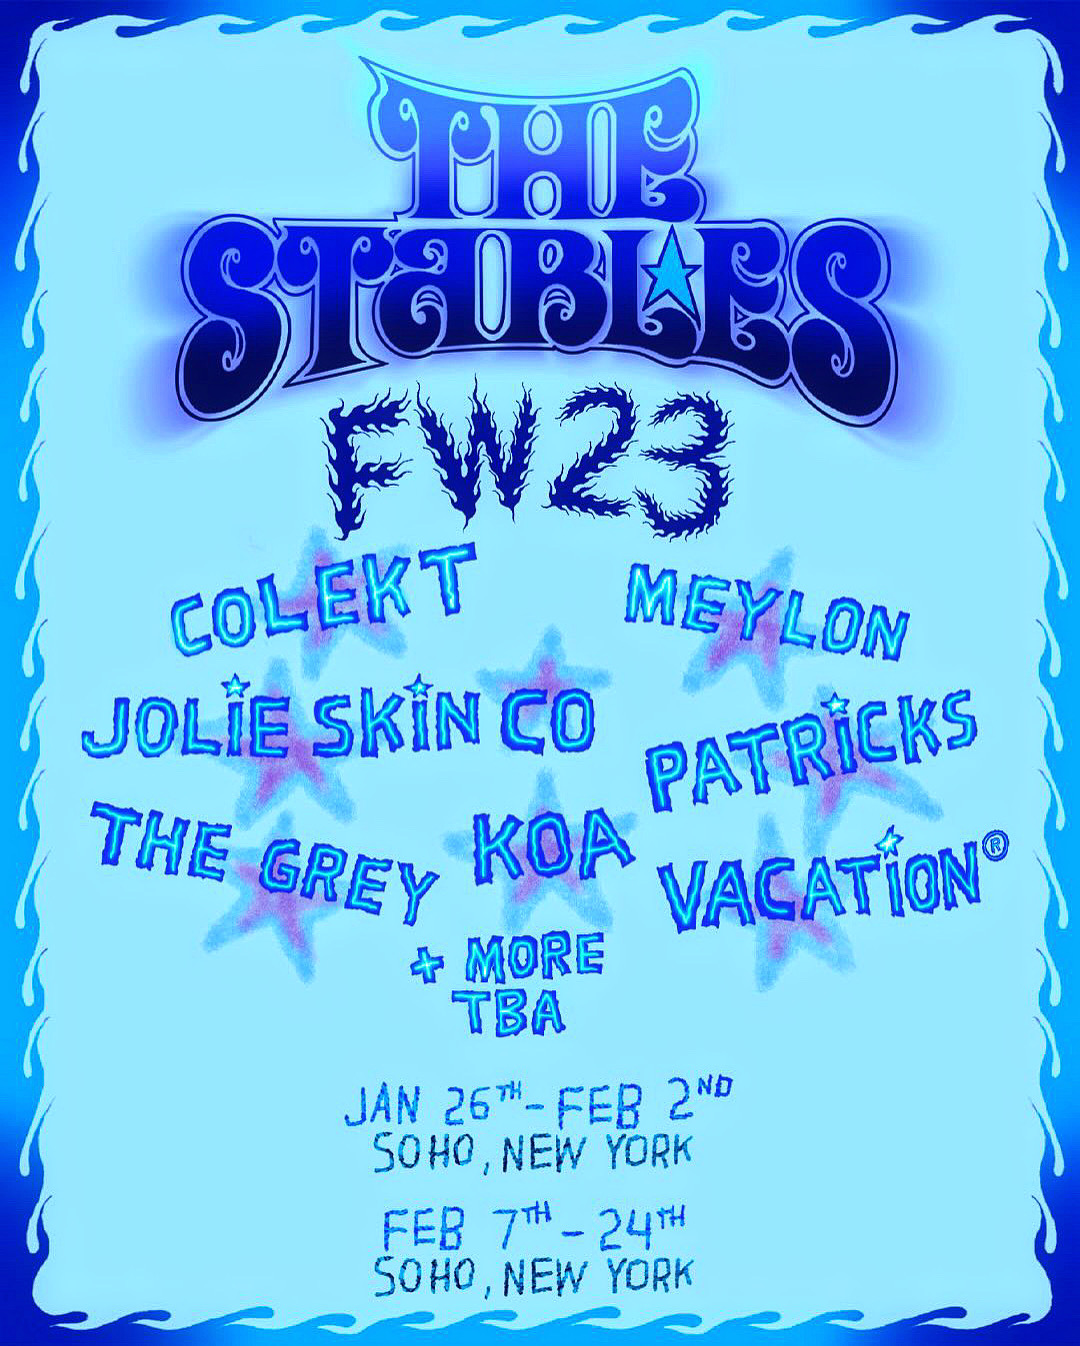 THE
STABLES
FW23
COLEKT
MEYLON
JOLIE SKIN CO
PATRICKS
THE GREY
KOA
VACATION®
+ MORE
TBA
JAN 26TH - FEB 2ND
SOHO, NEW YORK
FEB 7TH - 24TH
SOHO, NEW YORK